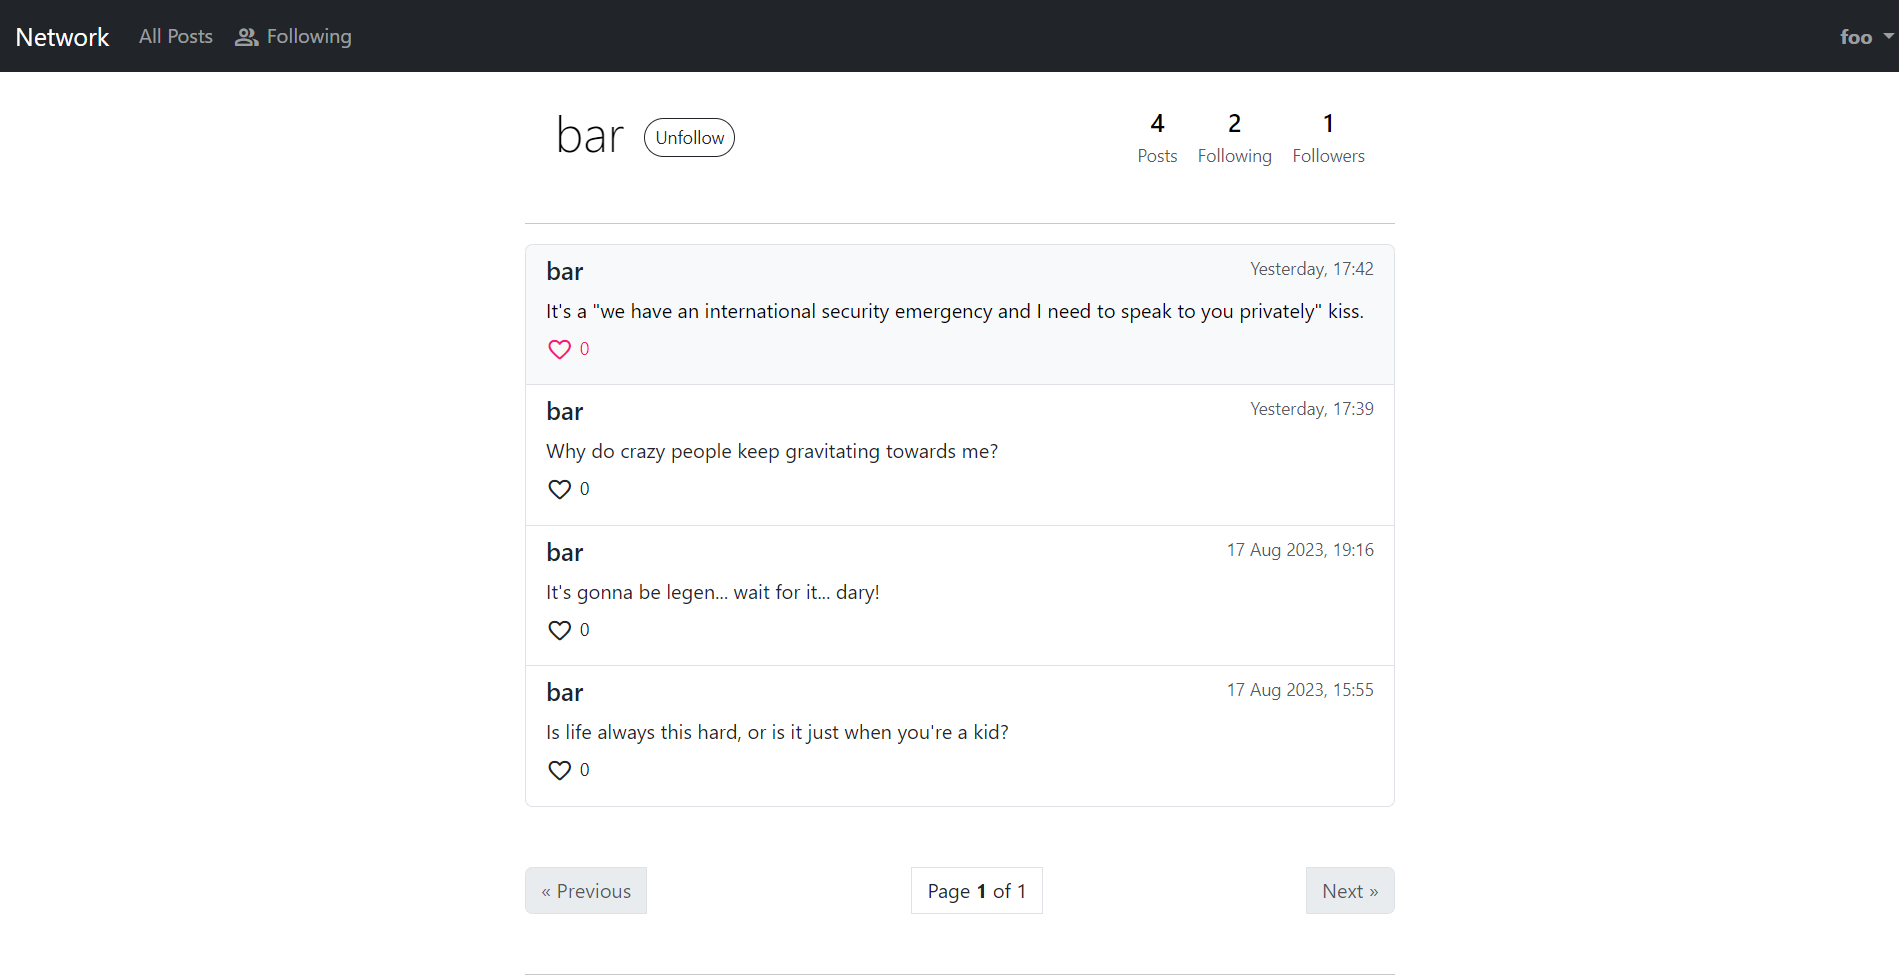 Network All Posts Following foo
bar Unfollow
4 2 1
Posts Following Followers
bar Yesterday, 17:42
It's a "we have an international security emergency and I need to speak to you privately" kiss.
0
bar Yesterday, 17:39
Why do crazy people keep gravitating towards me?
0
bar 17 Aug 2023, 19:16
It's gonna be legen... wait for it... dary!
0
bar 17 Aug 2023, 15:55
Is life always this hard, or is it just when you're a kid?
0
« Previous Page 1 of 1 Next »